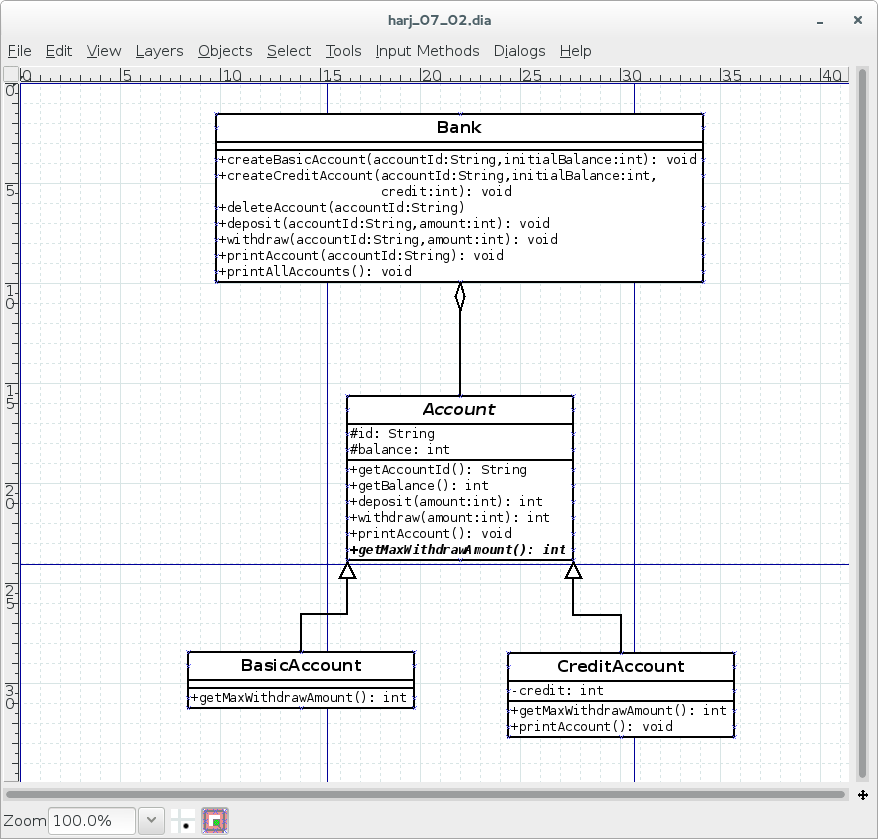 harj_07_02.dia
File Edit View Layers Objects Select Tools Input Methods Dialogs Help
0 5 10 15 20 25 30 35 40
0
5
10
15
20
25
30
Bank
+createBasicAccount(accountId:String,initialBalance:int): void
+createCreditAccount(accountId:String,initialBalance:int,
credit:int): void
+deleteAccount(accountId:String)
+deposit(accountId:String,amount:int): void
+withdraw(accountId:String,amount:int): void
+printAccount(accountId:String): void
+printAllAccounts(): void
Account
#id: String
#balance: int
+getAccountId(): String
+getBalance(): int
+deposit(amount:int): int
+withdraw(amount:int): int
+printAccount(): void
+getMaxWithdrawAmount(): int
BasicAccount
+getMaxWithdrawAmount(): int
CreditAccount
-credit: int
+getMaxWithdrawAmount(): int
+printAccount(): void
Zoom 100.0%